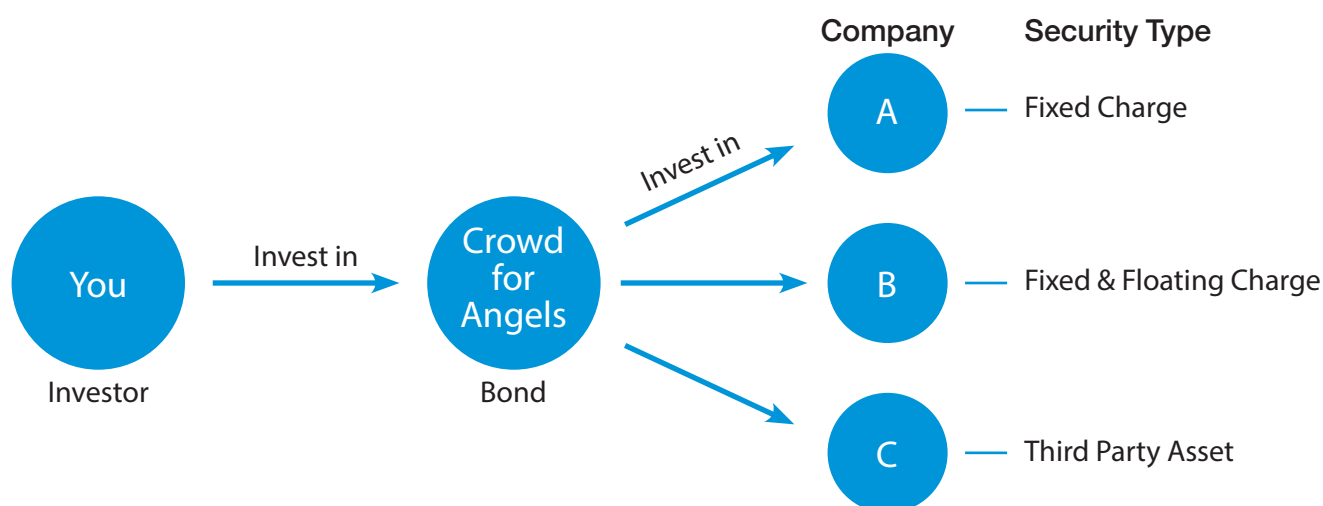 Company Security Type
A Fixed Charge
Invest in
You
Investor
Invest in
Crowd
for
Angels
Bond
B Fixed & Floating Charge
C Third Party Asset